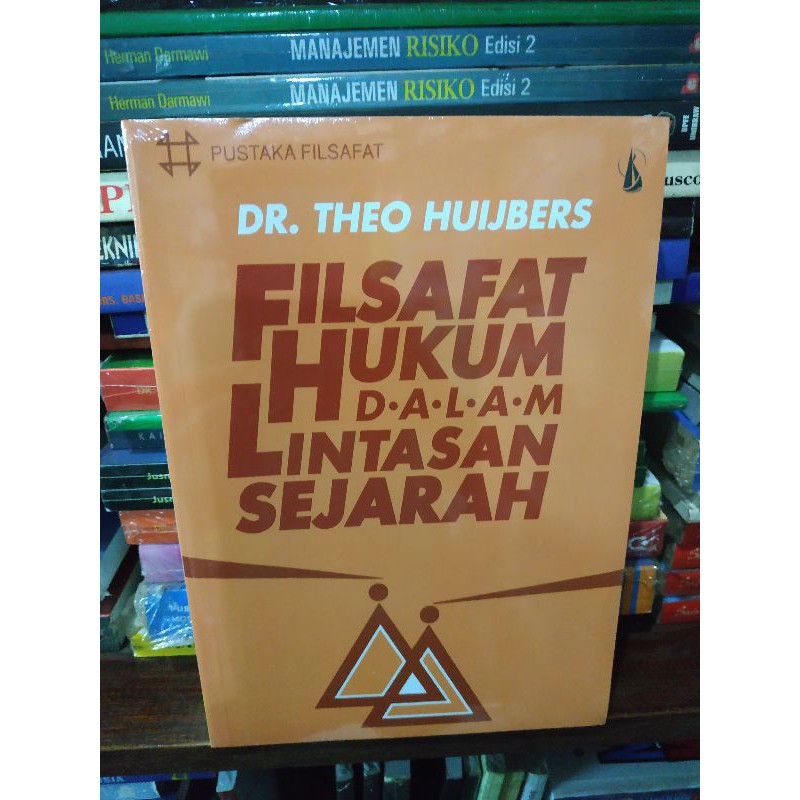 Herman Darmawi MANAJEMEN RISIKO Edisi 2
Herman Darmawi MANAJEMEN RISIKO Edisi 2
PUSTAKA FILSAFAT
DR. THEO HUIJBERS
FILSAFAT
HUKUM
D·A·L·A·M
LINTASAN
SEJARAH